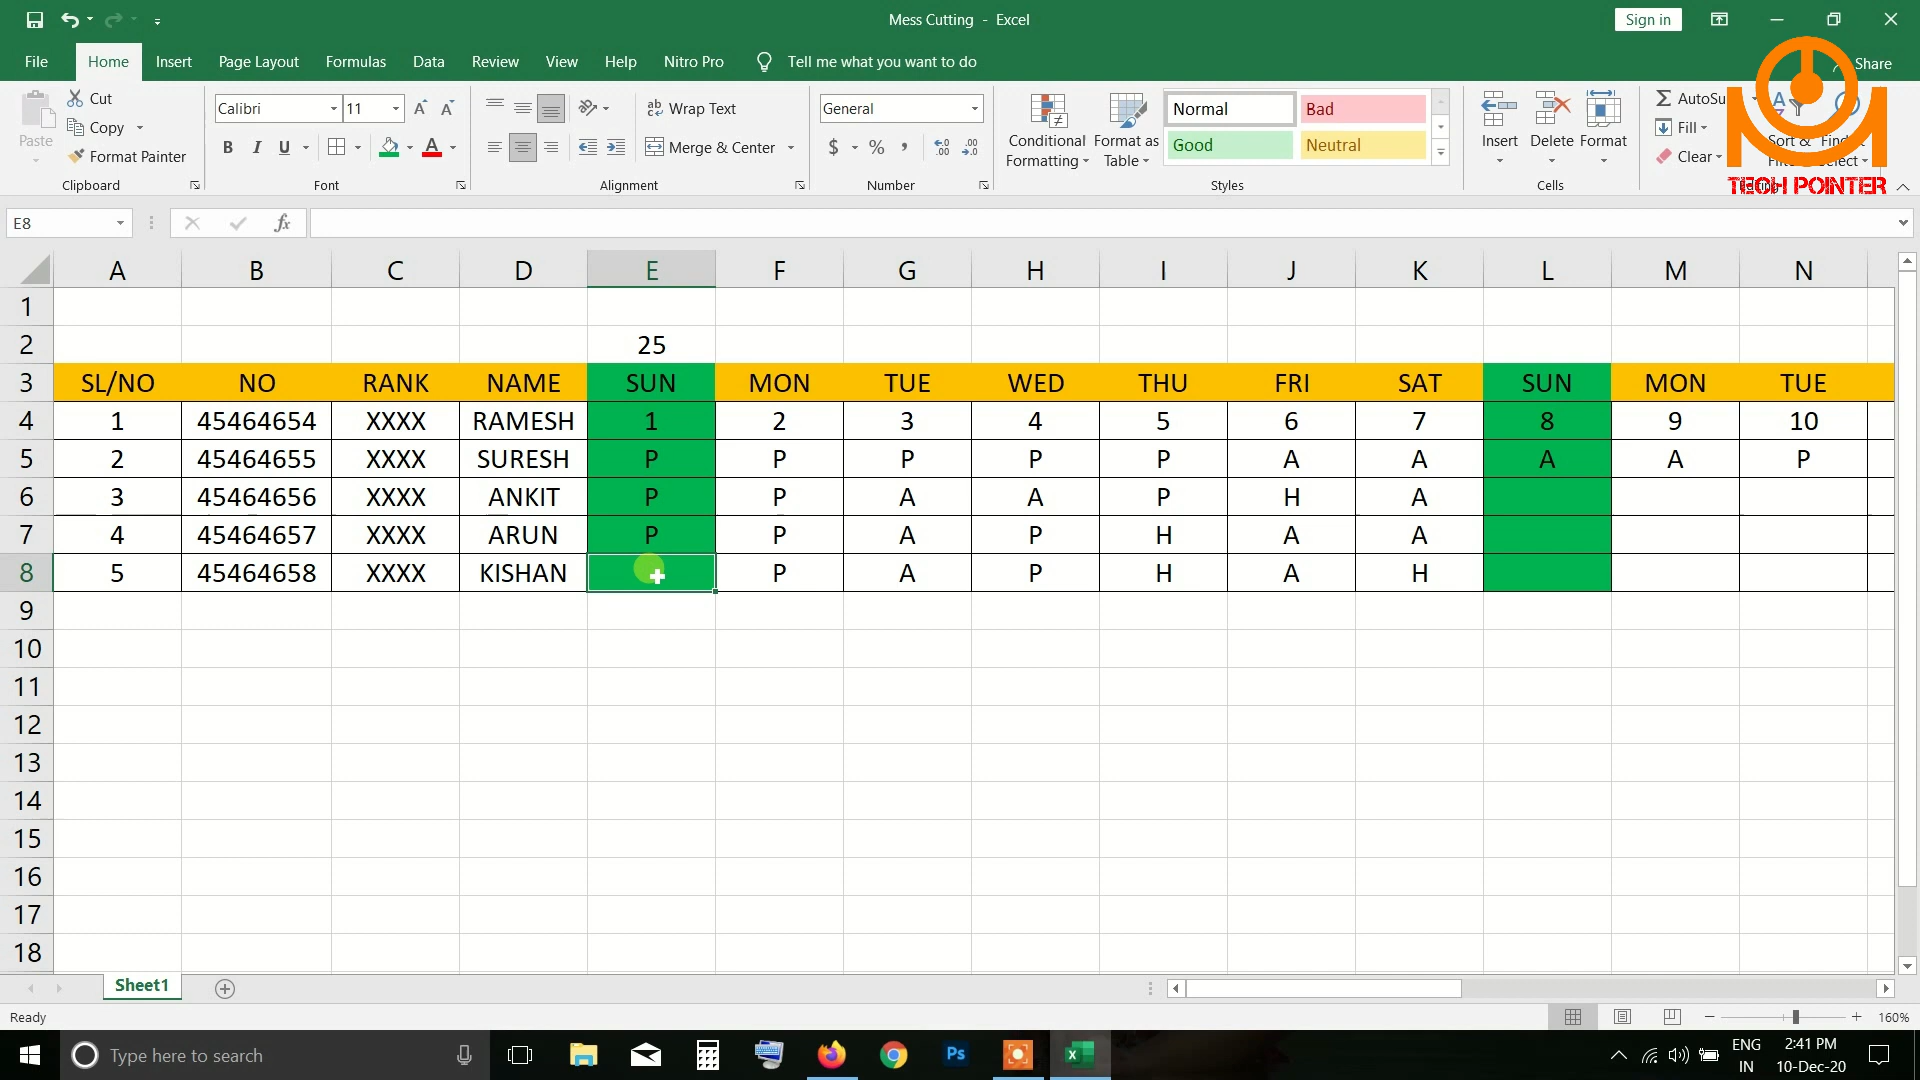 Mess Cutting - Excel
Sign in
File Home Insert Page Layout Formulas Data Review View Help Nitro Pro Tell me what you want to do Share
Paste
Cut
Copy
Format Painter
Clipboard
Calibri 11
B I U
Font
Wrap Text
Merge & Center
Alignment
General
$ % ,
Number
Conditional Formatting
Format as Table
Normal Bad
Good Neutral
Styles
Insert Delete Format
Cells
AutoSu
Fill
Clear
Sort &
TECH POINTER
E8
fx
A B C D E F G H I J K L M N
1
2 25
3 SL/NO NO RANK NAME SUN MON TUE WED THU FRI SAT SUN MON TUE
4 1 45464654 XXXX RAMESH 1 2 3 4 5 6 7 8 9 10
5 2 45464655 XXXX SURESH P P P P P A A A A P
6 3 45464656 XXXX ANKIT P P A A P H A
7 4 45464657 XXXX ARUN P P A P H A A
8 5 45464658 XXXX KISHAN P A P H A H
9
10
11
12
13
14
15
16
17
18
Sheet1
Ready
160%
Type here to search
Ps
ENG
IN
2:41 PM
10-Dec-20